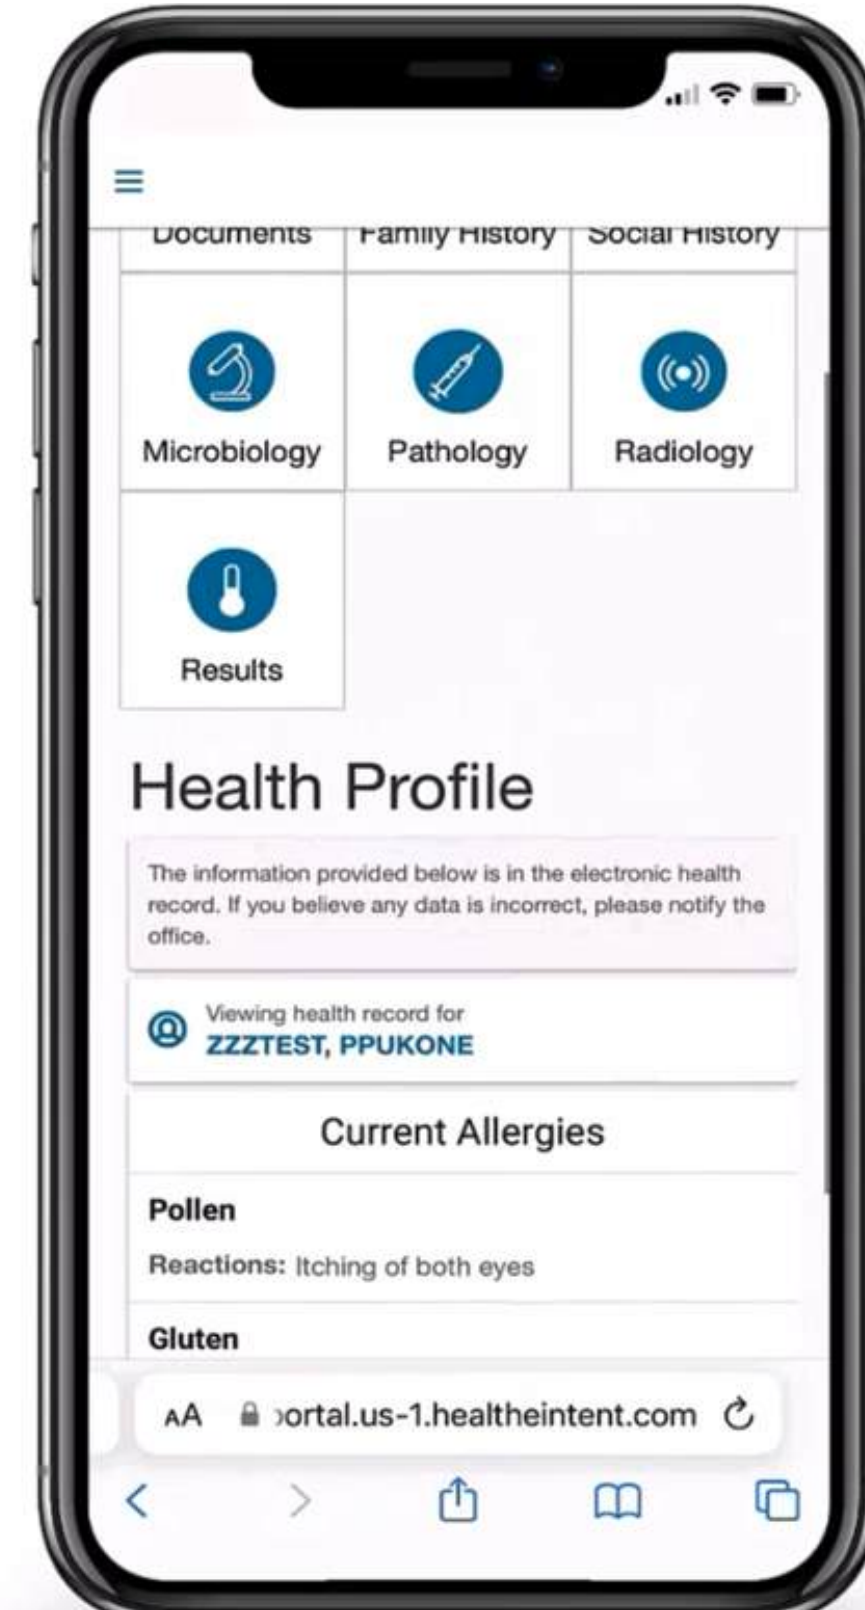 Documents Family History Social History
Microbiology Pathology Radiology
Results
Health Profile
The information provided below is in the electronic health
record. If you believe any data is incorrect, please notify the
office.
Viewing health record for
ZZZTEST, PPUKONE
Current Allergies
Pollen
Reactions: Itching of both eyes
Gluten
AA ortal.us-1.healtheintent.com